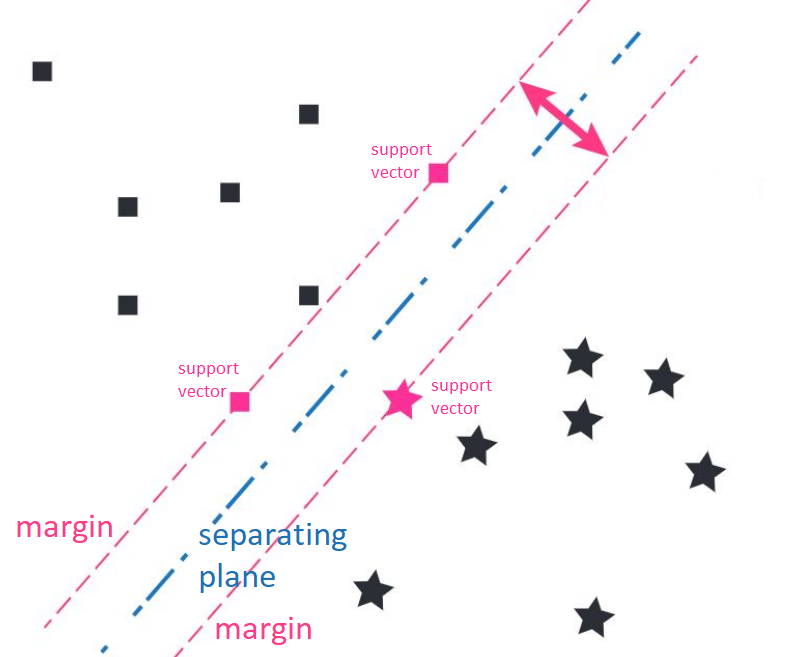 support
vector
support
vector
support
vector
margin
separating
plane
margin